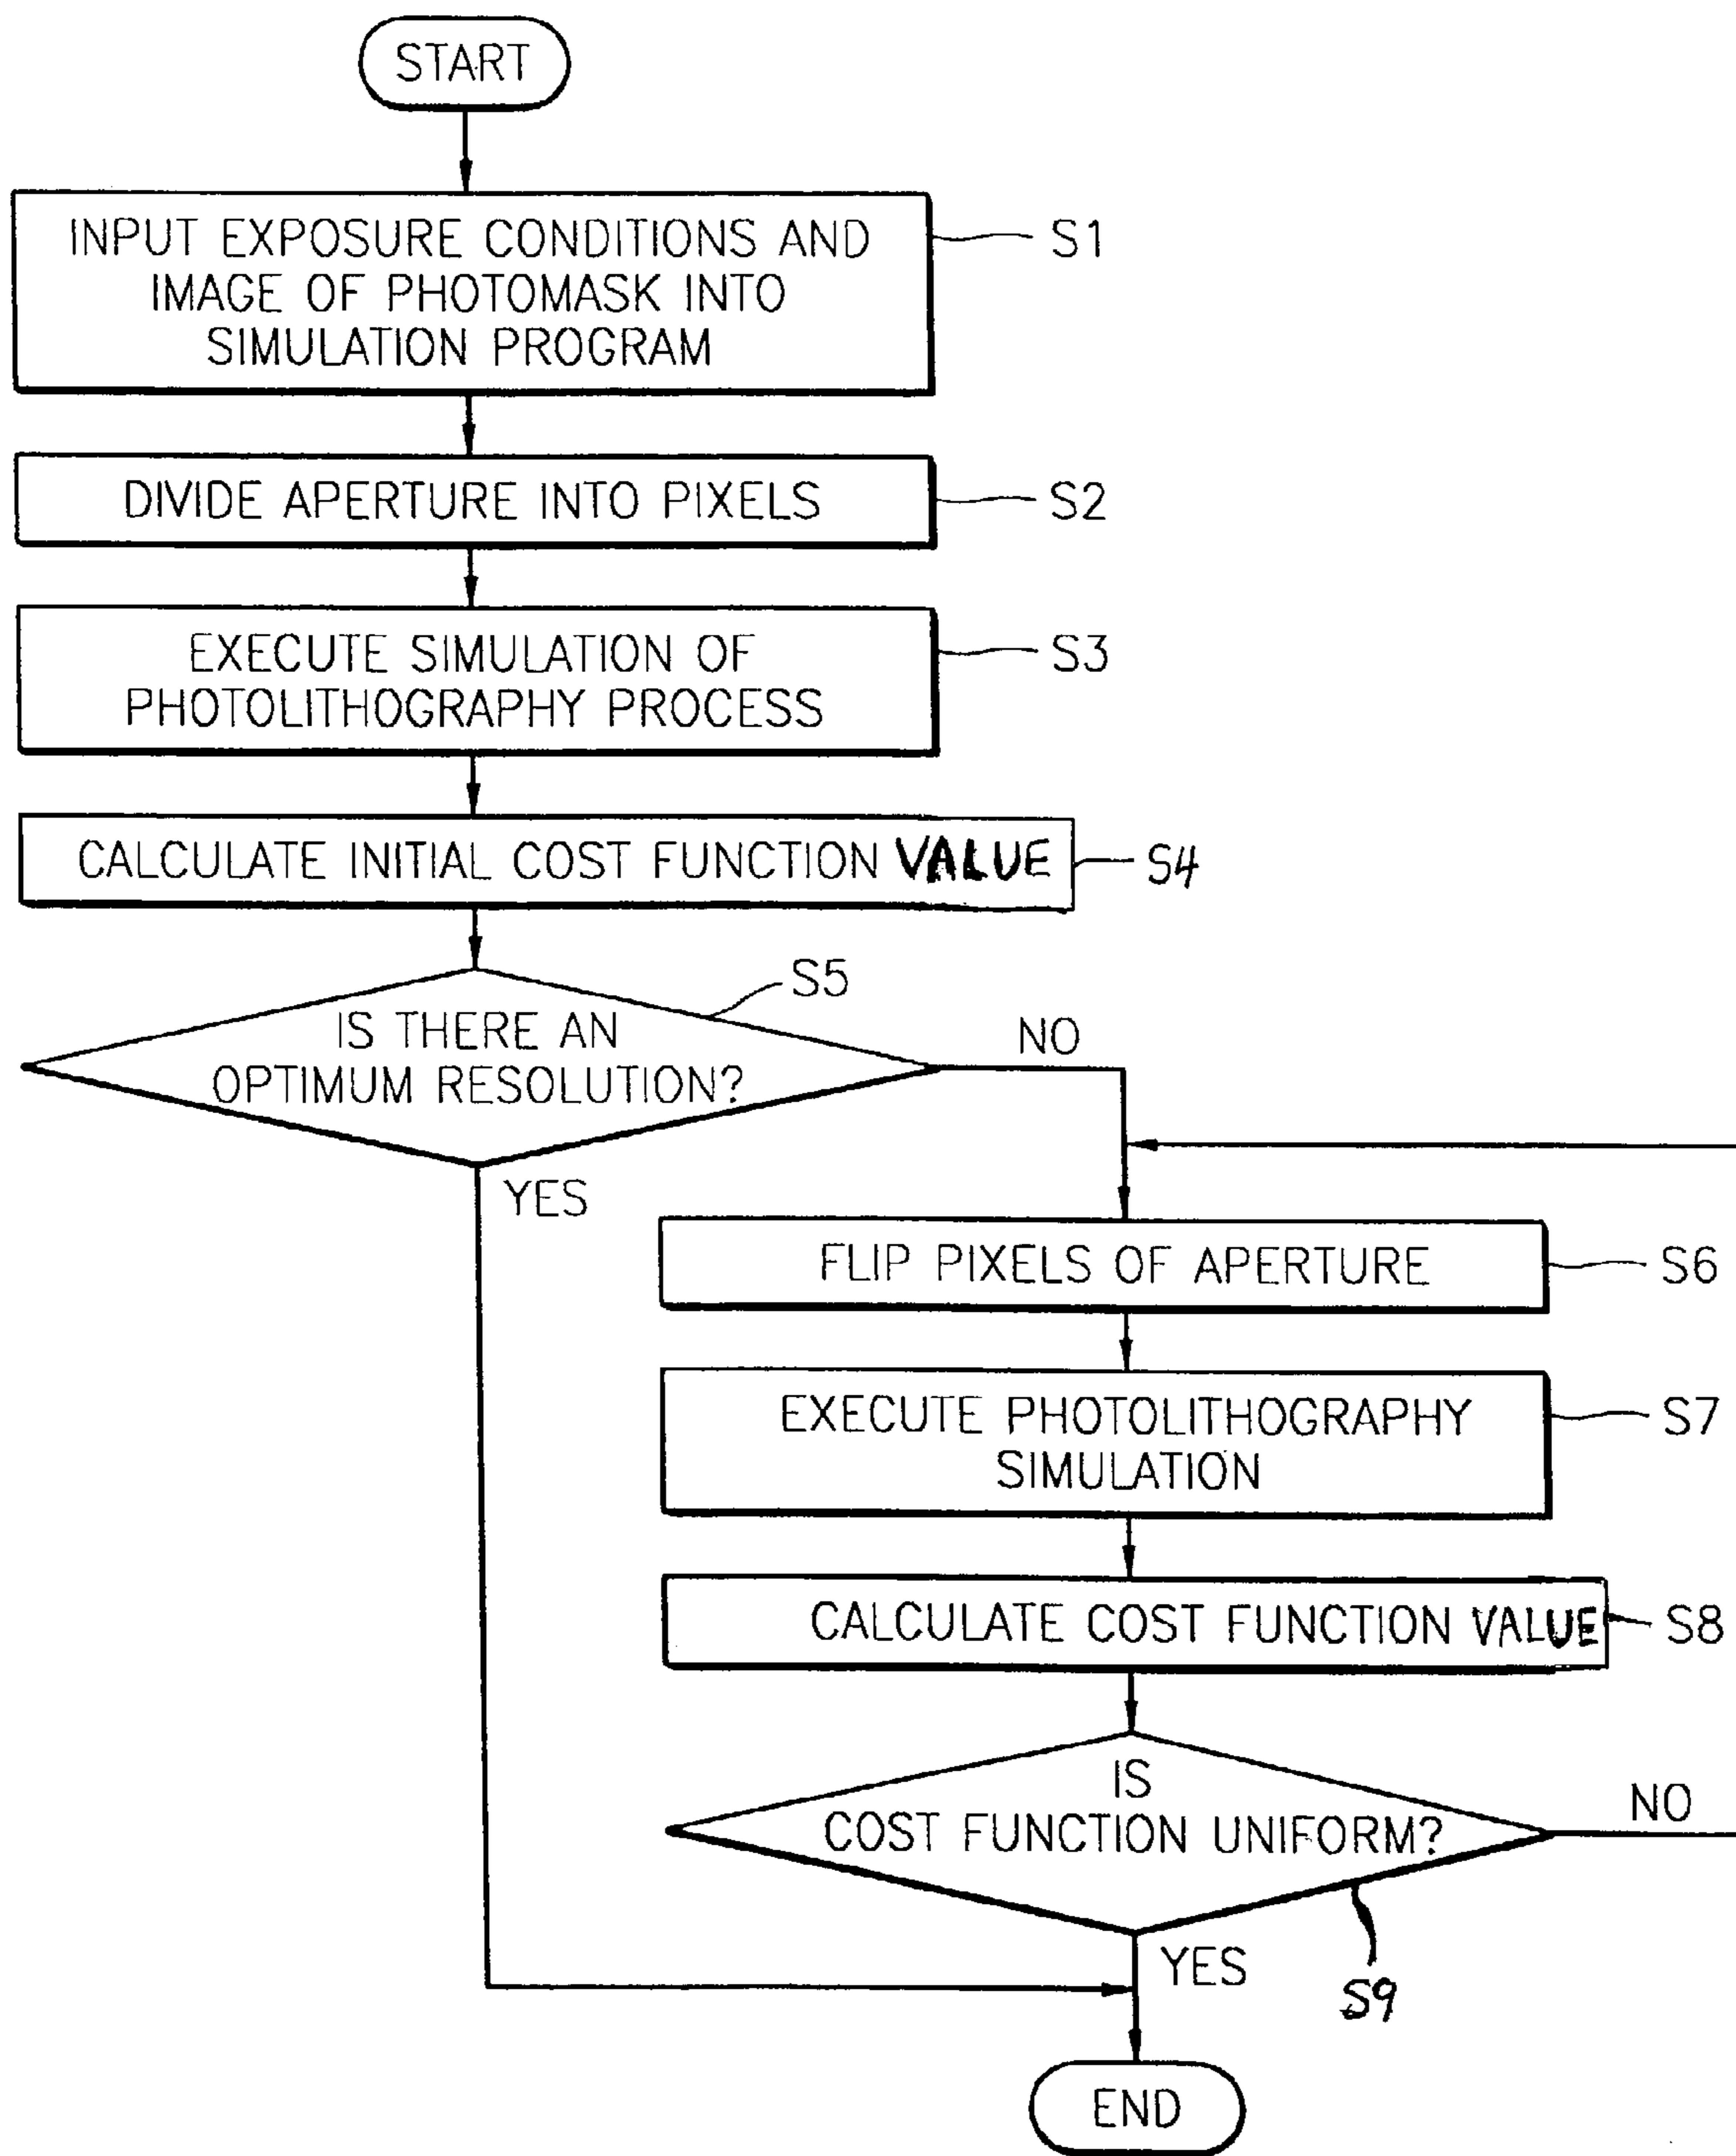 START
INPUT EXPOSURE CONDITIONS AND
IMAGE OF PHOTOMASK INTO
SIMULATION PROGRAM
S1
DIVIDE APERTURE INTO PIXELS
S2
EXECUTE SIMULATION OF
PHOTOLITHOGRAPHY PROCESS
S3
CALCULATE INITIAL COST FUNCTION VALUE
S4
IS THERE AN
OPTIMUM RESOLUTION?
S5
NO
YES
FLIP PIXELS OF APERTURE
S6
EXECUTE PHOTOLITHOGRAPHY
SIMULATION
S7
CALCULATE COST FUNCTION VALUE
S8
IS
COST FUNCTION UNIFORM?
NO
YES
S9
END